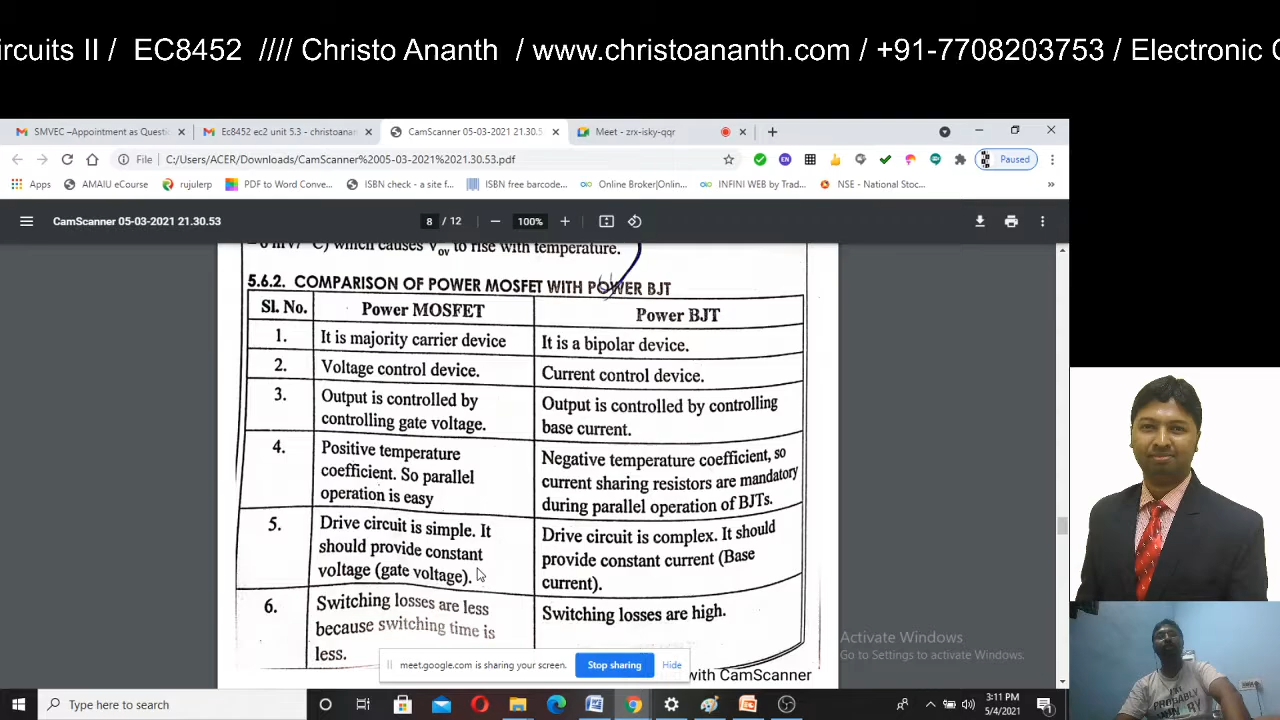 ircuits II / EC8452 //// Christo Ananth / www.christoananth.com / +91-7708203753 / Electronic C
SMVEC –Appointment as Questi
Ec8452 ec2 unit 5.3 - christoanan
CamScanner 05-03-2021 21.30.5
Meet - zrx-isky-qqr
File
C:/Users/ACER/Downloads/CamScanner%2005-03-2021%2021.30.53.pdf
Paused
Apps
AMAIU eCourse
rujulerp
PDF to Word Conve...
ISBN check - a site f...
ISBN free barcode...
Online Broker|Onlin...
INFINI WEB by Trad...
NSE - National Stoc...
CamScanner 05-03-2021 21.30.53
8 / 12
100%
which causes Vov to rise with temperature.
5.6.2. COMPARISON OF POWER MOSFET WITH POWER BJT
Sl. No.
Power MOSFET
Power BJT
1.
It is majority carrier device
It is a bipolar device.
2.
Voltage control device.
Current control device.
3.
Output is controlled by
controlling gate voltage.
Output is controlled by controlling
base current.
4.
Positive temperature
coefficient. So parallel
operation is easy
Negative temperature coefficient, so
current sharing resistors are mandatory
during parallel operation of BJTs.
5.
Drive circuit is simple. It
should provide constant
voltage (gate voltage).
Drive circuit is complex. It should
provide constant current (Base
current).
6.
Switching losses are less
because switching time is
less.
Switching losses are high.
meet.google.com is sharing your screen.
Stop sharing
Hide
with CamScanner
Activate Windows
Go to Settings to activate Windows.
Type here to search
3:11 PM
5/4/2021
PROBABLY